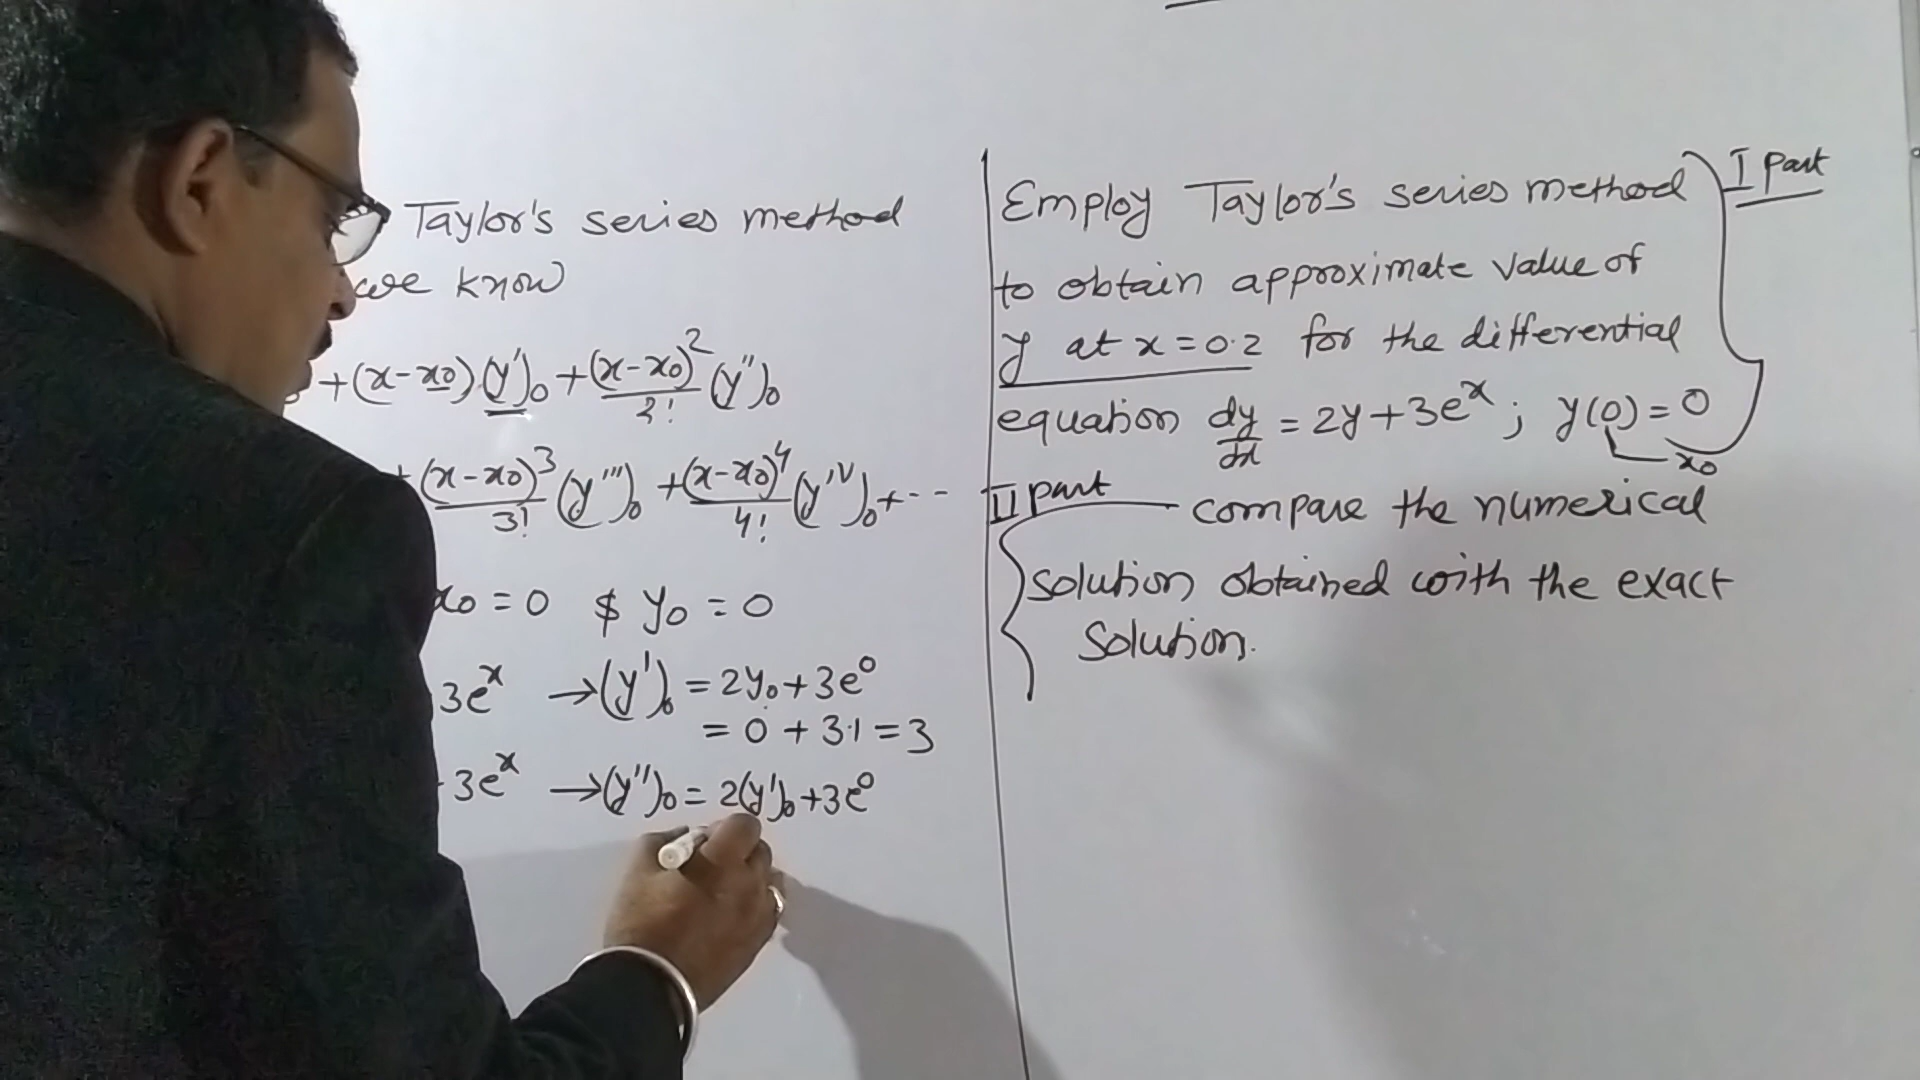 Taylor's series method
we know
+(x-x0)(y')0+(x-x0)^2/2! (y'')0
+(x-x0)^3/3! (y''')0 +(x-x0)^4/4! (y'v)0+---
x0 = 0 $ y0 = 0
3e^x →(y')0 = 2y0+3e^0
= 0 + 3.1 = 3
3e^x →(y'')0 = 2(y')0+3e^0
I part
Employ Taylor's series method
to obtain approximate value of
y at x = 0.2 for the differential
equation dy/dx = 2y+3e^x ; y(0) = 0
x0
II part compare the numerical
solution obtained with the exact
solution.